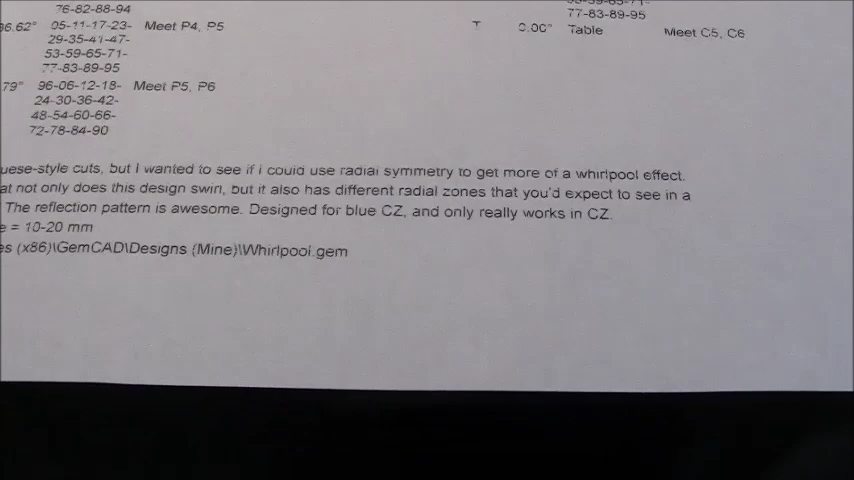 76-82-88-94
36.62° 05-11-17-23- Meet P4, P5
29-35-41-47-
53-59-65-71-
77-83-89-95
79° 96-06-12-18- Meet P5, P6
24-30-36-42-
48-54-60-66-
72-78-84-90
77-83-89-95
T 0.00° Table Meet C5, C6
uese-style cuts, but I wanted to see if I could use radial symmetry to get more of a whirlpool effect.
at not only does this design swirl, but it also has different radial zones that you'd expect to see in a
The reflection pattern is awesome. Designed for blue CZ, and only really works in CZ.
e = 10-20 mm
es (x86)\GemCAD\Designs (Mine)\Whirlpool.gem